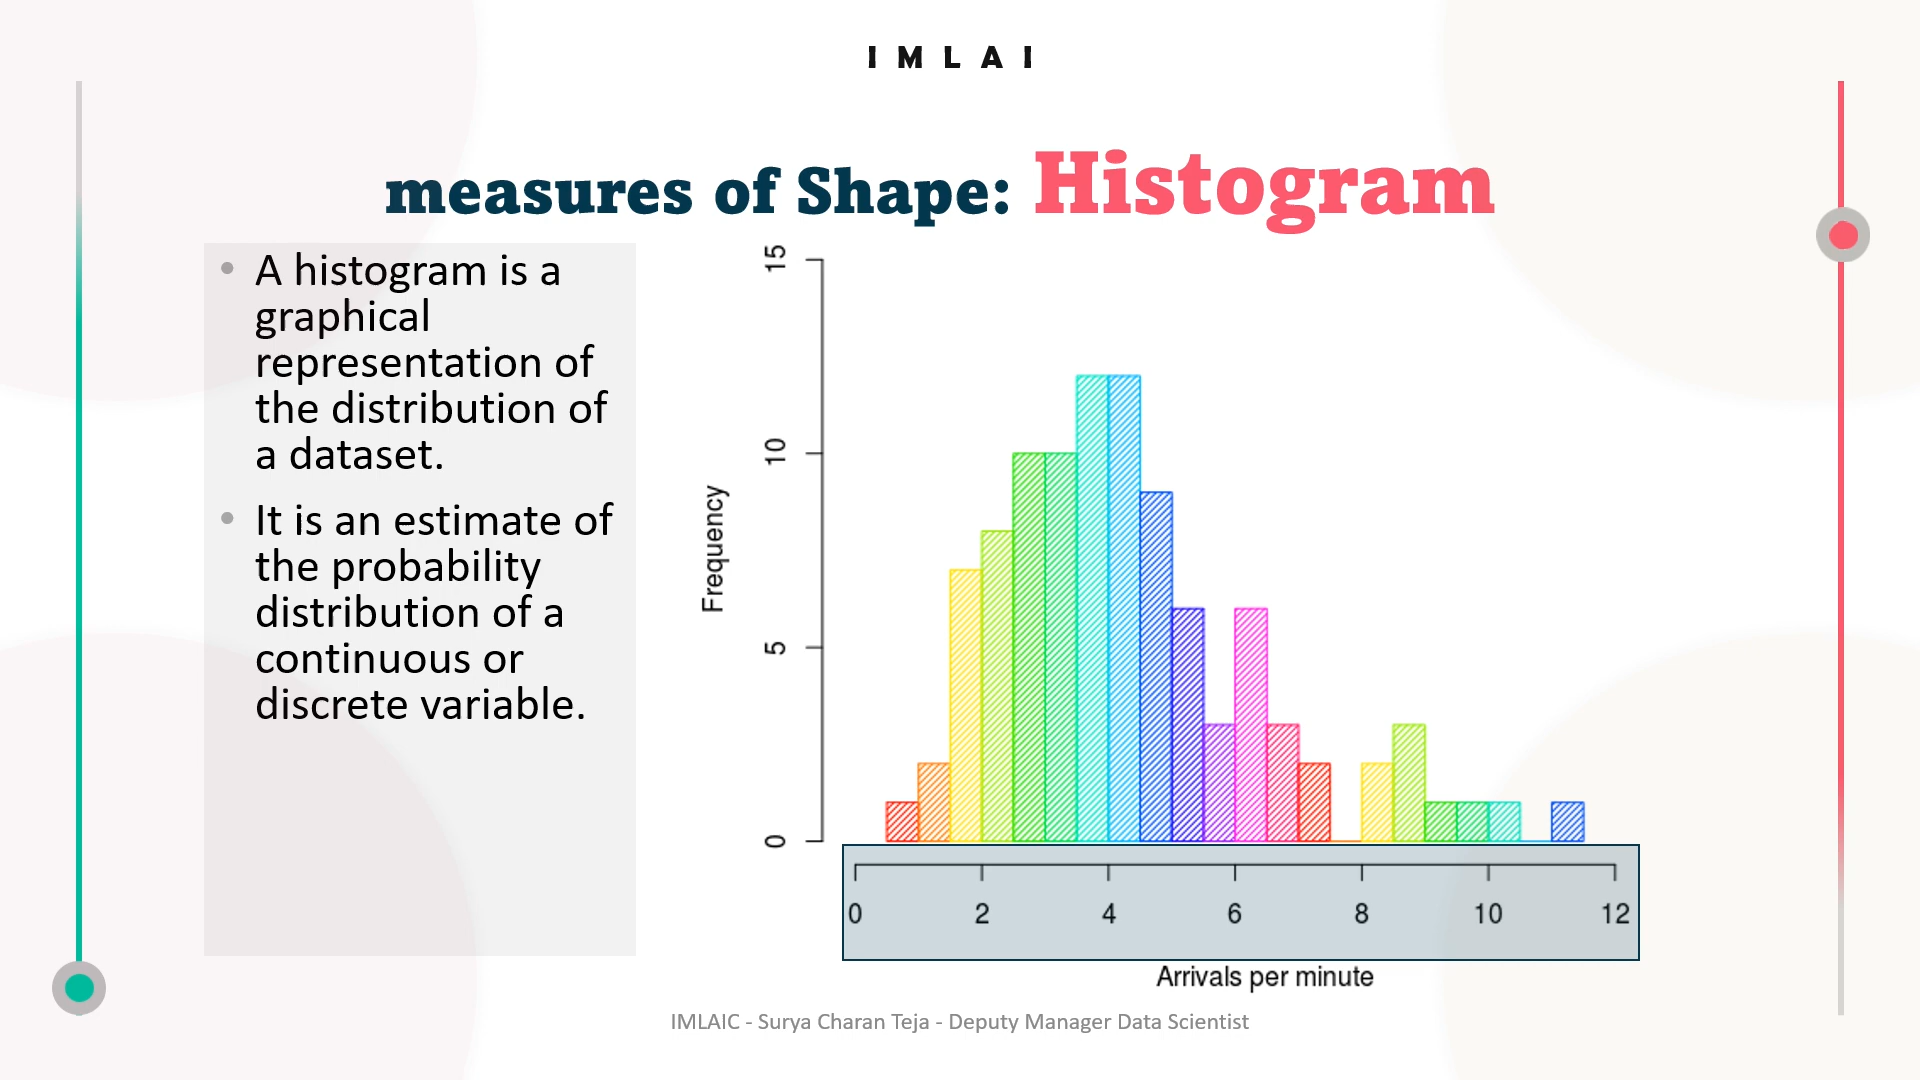 IMLAI
measures of Shape: Histogram
• A histogram is a
graphical
representation of
the distribution of
a dataset.
• It is an estimate of
the probability
distribution of a
continuous or
discrete variable.
15
10
5
0
Frequency
0 2 4 6 8 10 12
Arrivals per minute
IMLAIC - Surya Charan Teja - Deputy Manager Data Scientist